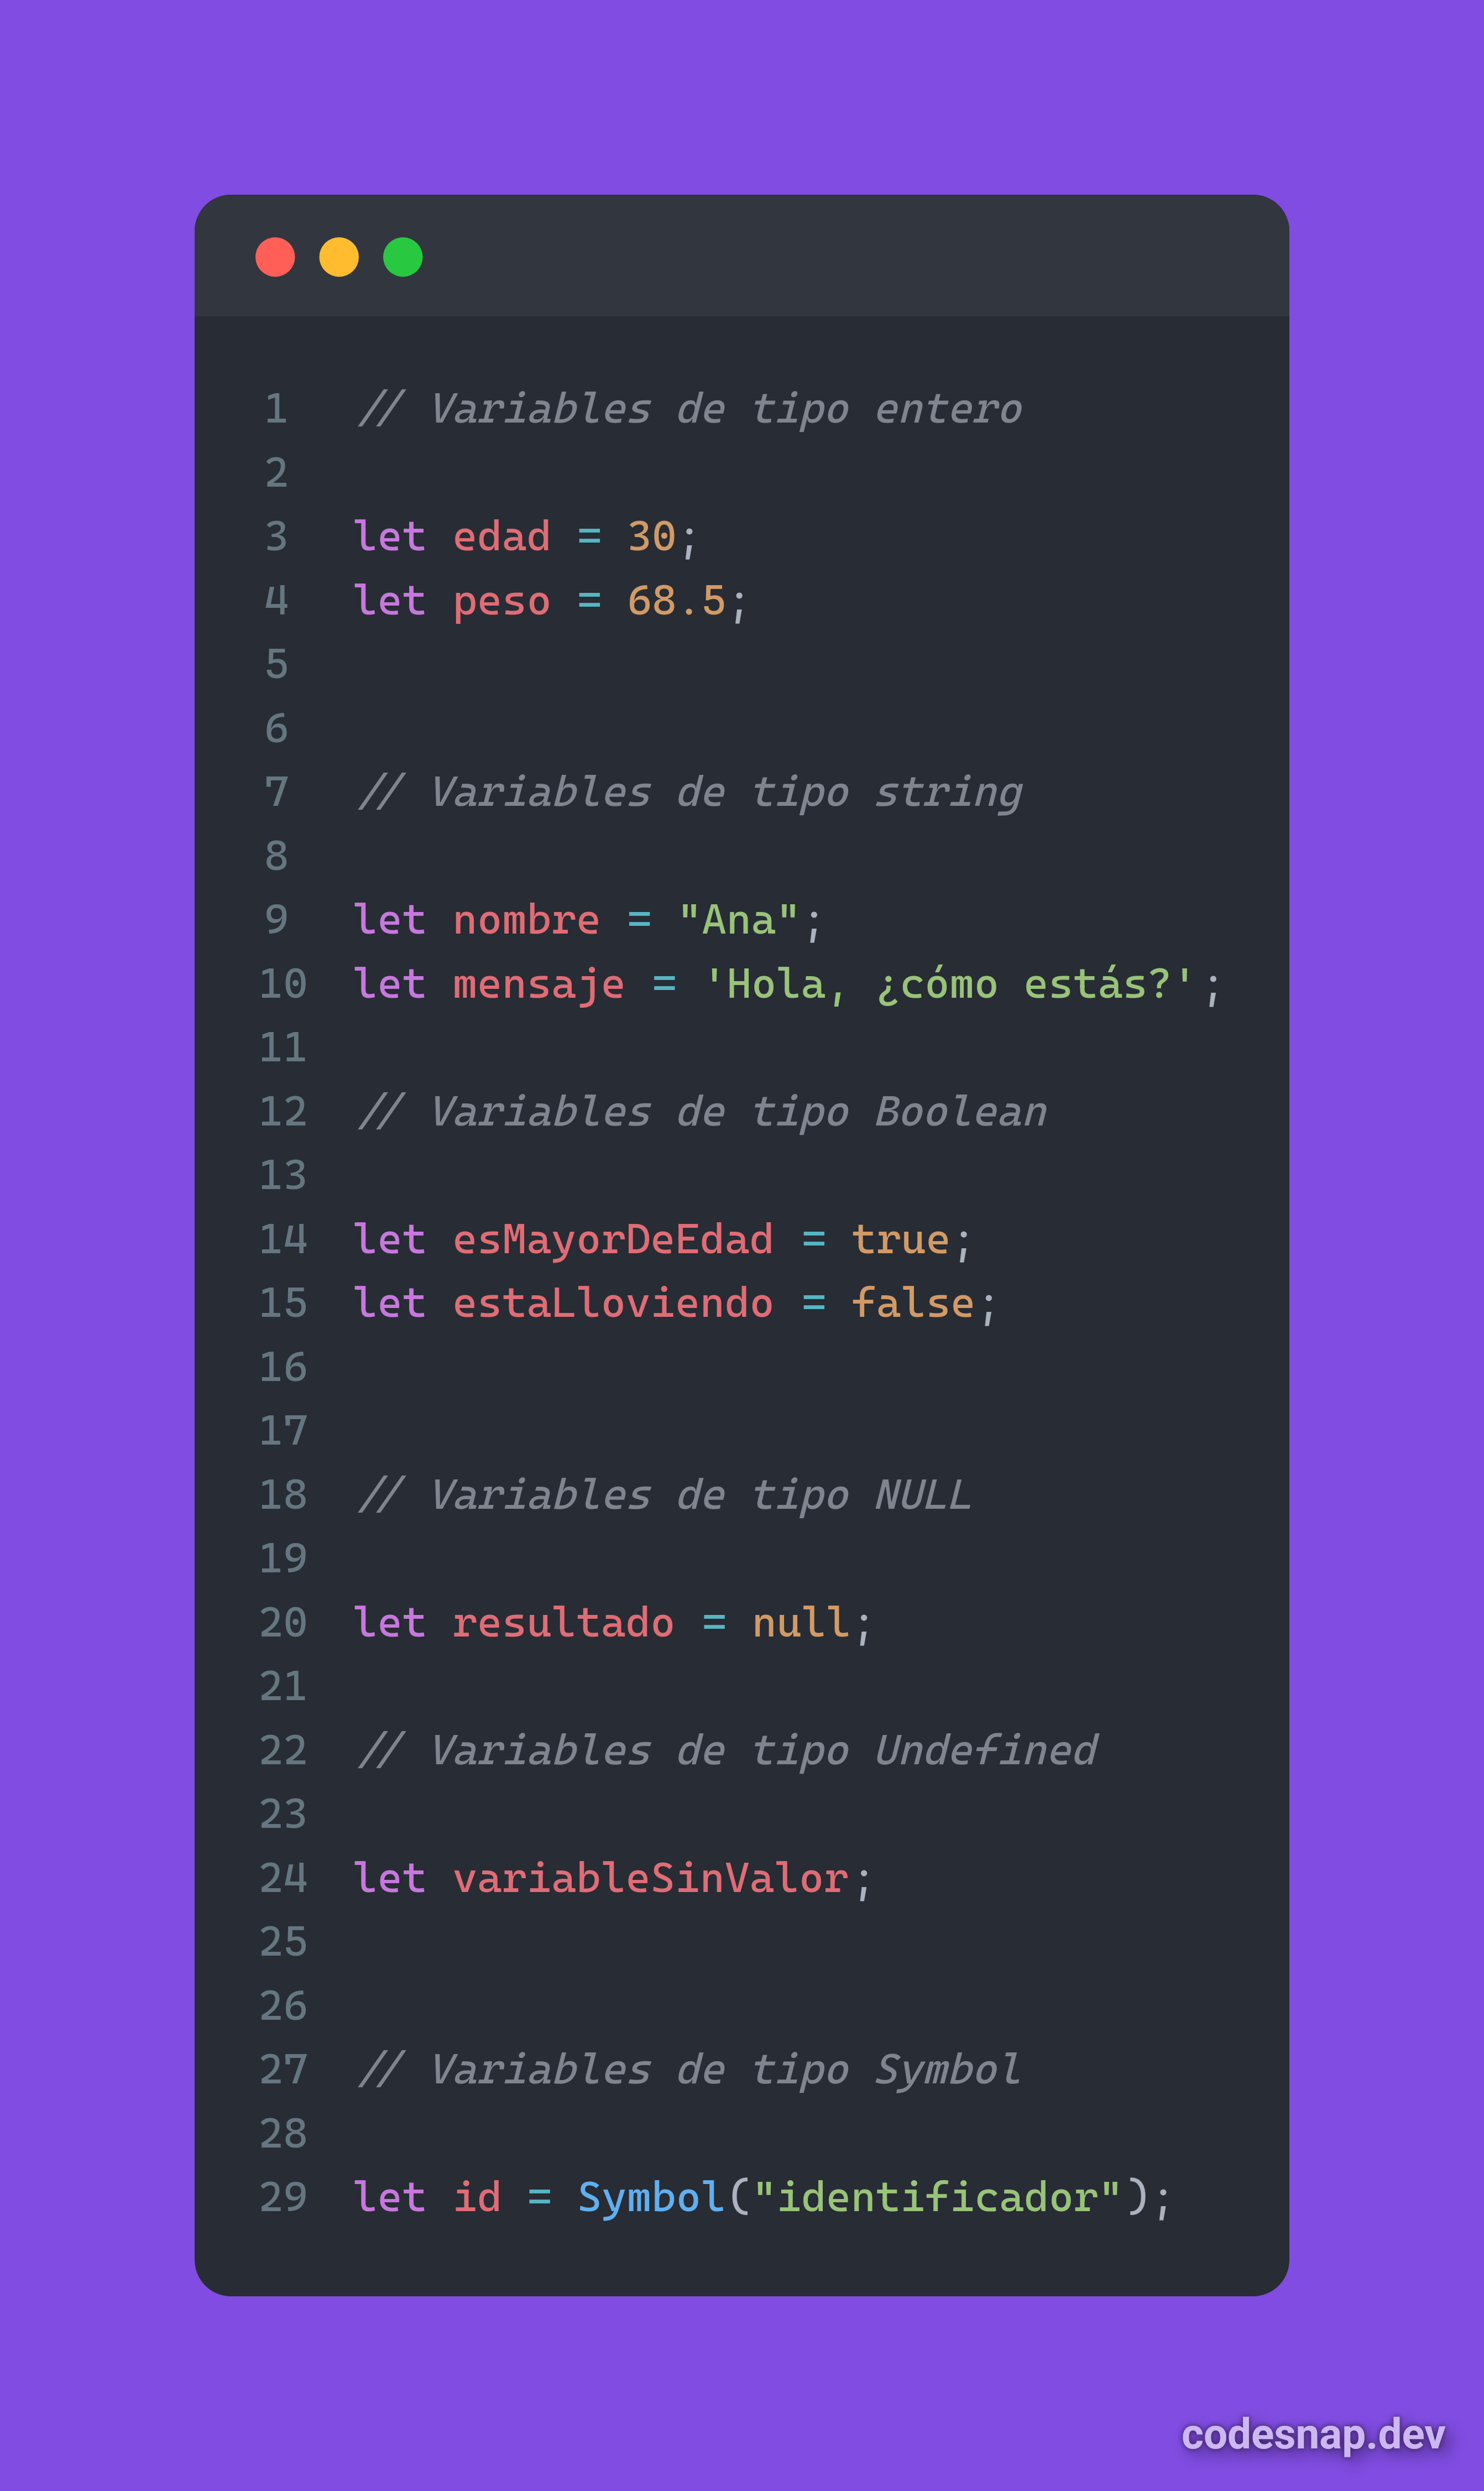 1 // Variables de tipo entero
2
3 let edad = 30;
4 let peso = 68.5;
5
6
7 // Variables de tipo string
8
9 let nombre = "Ana";
10 let mensaje = 'Hola, ¿cómo estás?';
11
12 // Variables de tipo Boolean
13
14 let esMayorDeEdad = true;
15 let estaLloviendo = false;
16
17
18 // Variables de tipo NULL
19
20 let resultado = null;
21
22 // Variables de tipo Undefined
23
24 let variableSinValor;
25
26
27 // Variables de tipo Symbol
28
29 let id = Symbol("identificador");
codesnap.dev